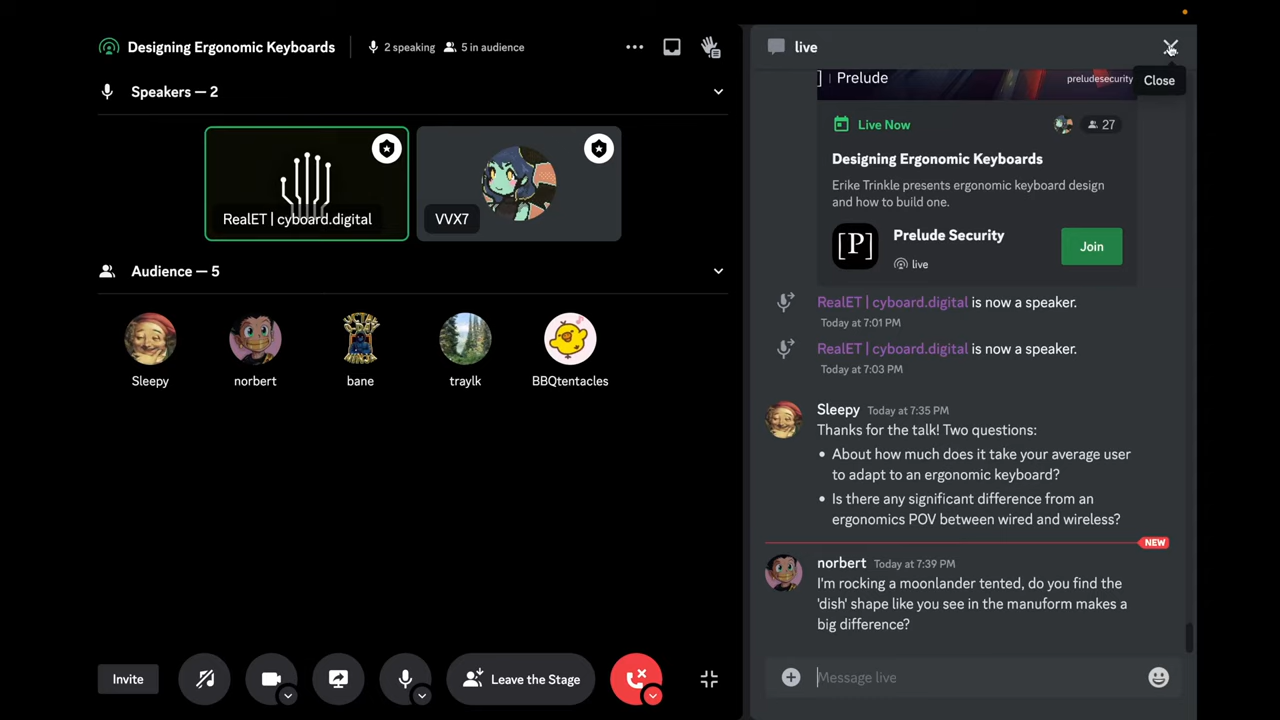 Designing Ergonomic Keyboards
2 speaking
5 in audience
Speakers — 2
RealET | cyboard.digital
VVX7
Audience — 5
Sleepy
norbert
bane
traylk
BBQtentacles
Invite
Leave the Stage
live
Close
] | Prelude
preludesecurity
Live Now
27
Designing Ergonomic Keyboards
Erike Trinkle presents ergonomic keyboard design
and how to build one.
[P]
Prelude Security
live
Join
RealET | cyboard.digital is now a speaker.
Today at 7:01 PM
RealET | cyboard.digital is now a speaker.
Today at 7:03 PM
Sleepy Today at 7:35 PM
Thanks for the talk! Two questions:
• About how much does it take your average user
to adapt to an ergonomic keyboard?
• Is there any significant difference from an
ergonomics POV between wired and wireless?
NEW
norbert Today at 7:39 PM
I'm rocking a moonlander tented, do you find the
'dish' shape like you see in the manuform makes a
big difference?
Message live